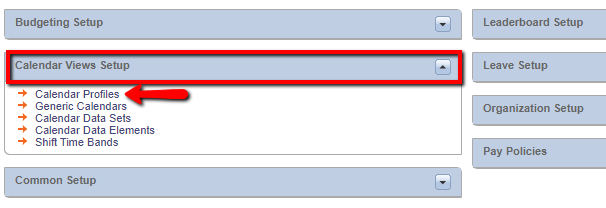 Budgeting Setup
Calendar Views Setup
Calendar Profiles
Generic Calendars
Calendar Data Sets
Calendar Data Elements
Shift Time Bands
Common Setup
Leaderboard Setup
Leave Setup
Organization Setup
Pay Policies